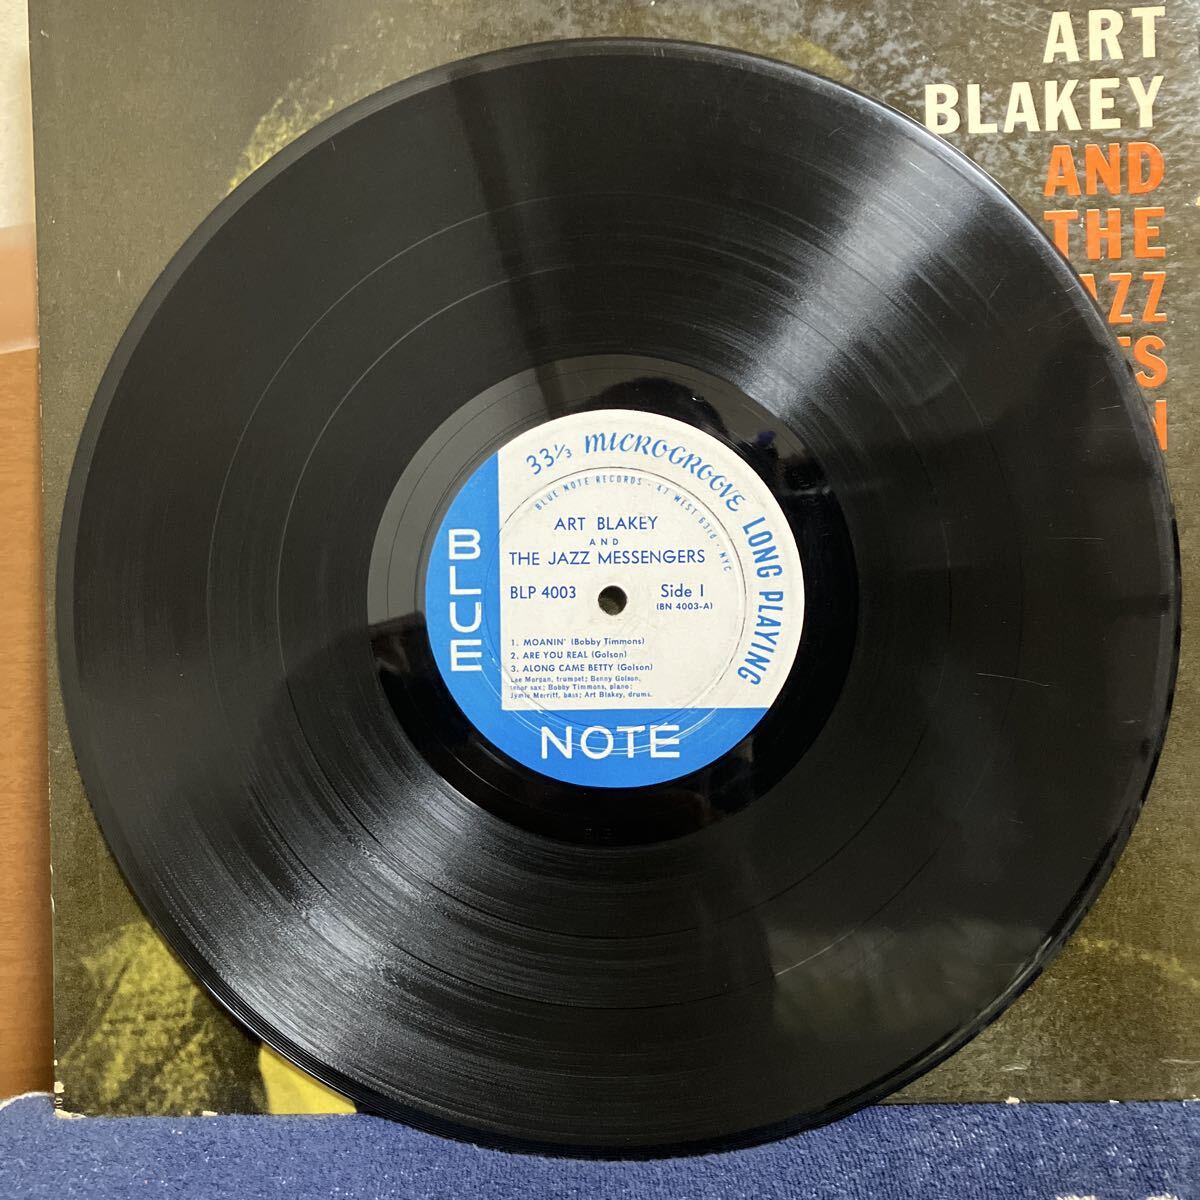 ART
BLAKEY
AND
THE
AZZ
33⅓ MICROGROOVE LONG PLAYING
BLUE NOTE RECORDS · 47 WEST 63rd · NYC
ART BLAKEY
AND
THE JAZZ MESSENGERS
BLP 4003 Side 1
(BN 4003-A)
1. MOANIN' (Bobby Timmons)
2. ARE YOU REAL (Golson)
3. ALONG CAME BETTY (Golson)
Lee Morgan, trumpet; Benny Golson,
tenor sax; Bobby Timmons, piano;
Jymie Merritt, bass; Art Blakey, drums.
BLUE
NOTE